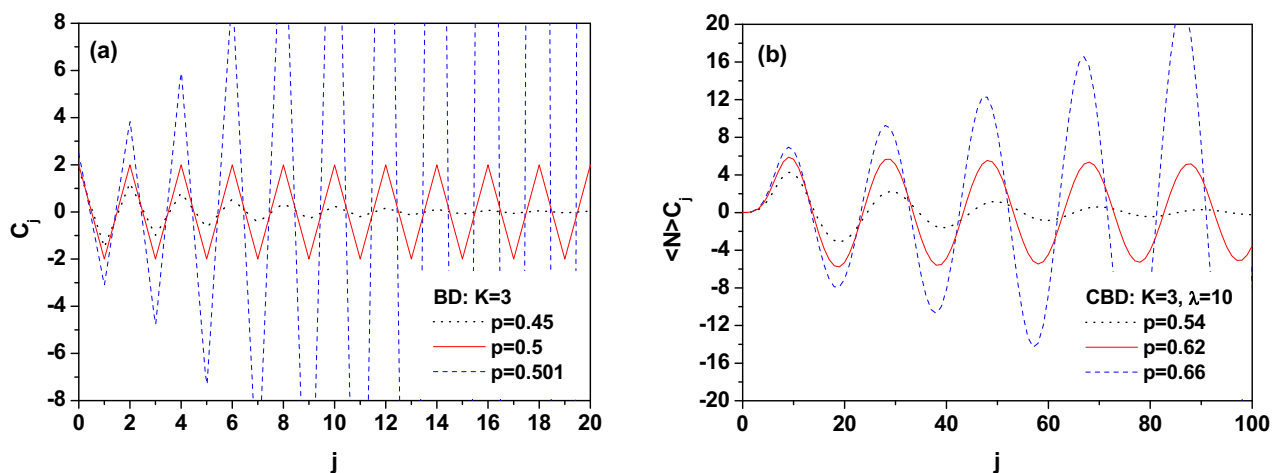 (a)
8
6
4
2
0
-2
-4
-6
-8
C_j
BD: K=3
p=0.45
p=0.5
p=0.501
0 2 4 6 8 10 12 14 16 18 20
j
(b)
20
16
12
8
4
0
-4
-8
-12
-16
-20
<N>C_j
CBD: K=3, λ=10
p=0.54
p=0.62
p=0.66
0 20 40 60 80 100
j